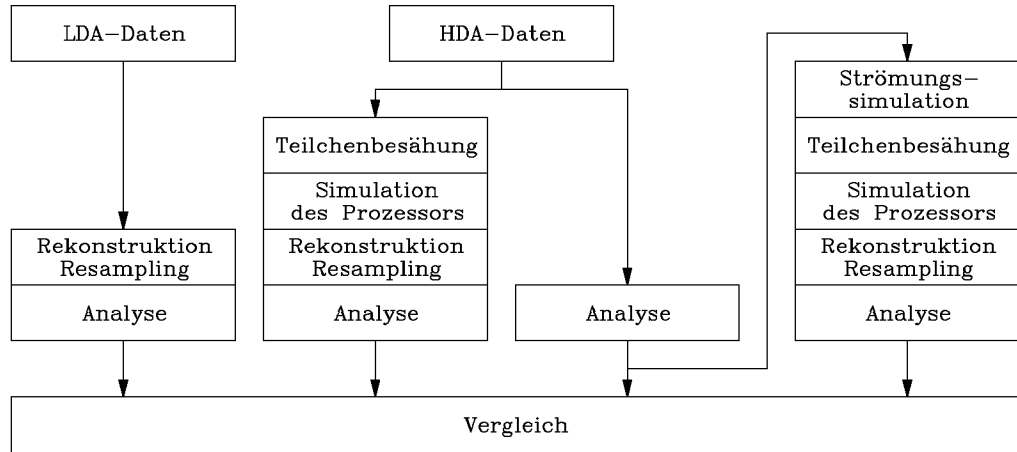 LDA-Daten
HDA-Daten
Strömungs-
simulation
Teilchenbesähung
Simulation
des Prozessors
Rekonstruktion
Resampling
Analyse
Teilchenbesähung
Simulation
des Prozessors
Rekonstruktion
Resampling
Analyse
Analyse
Rekonstruktion
Resampling
Analyse
Vergleich